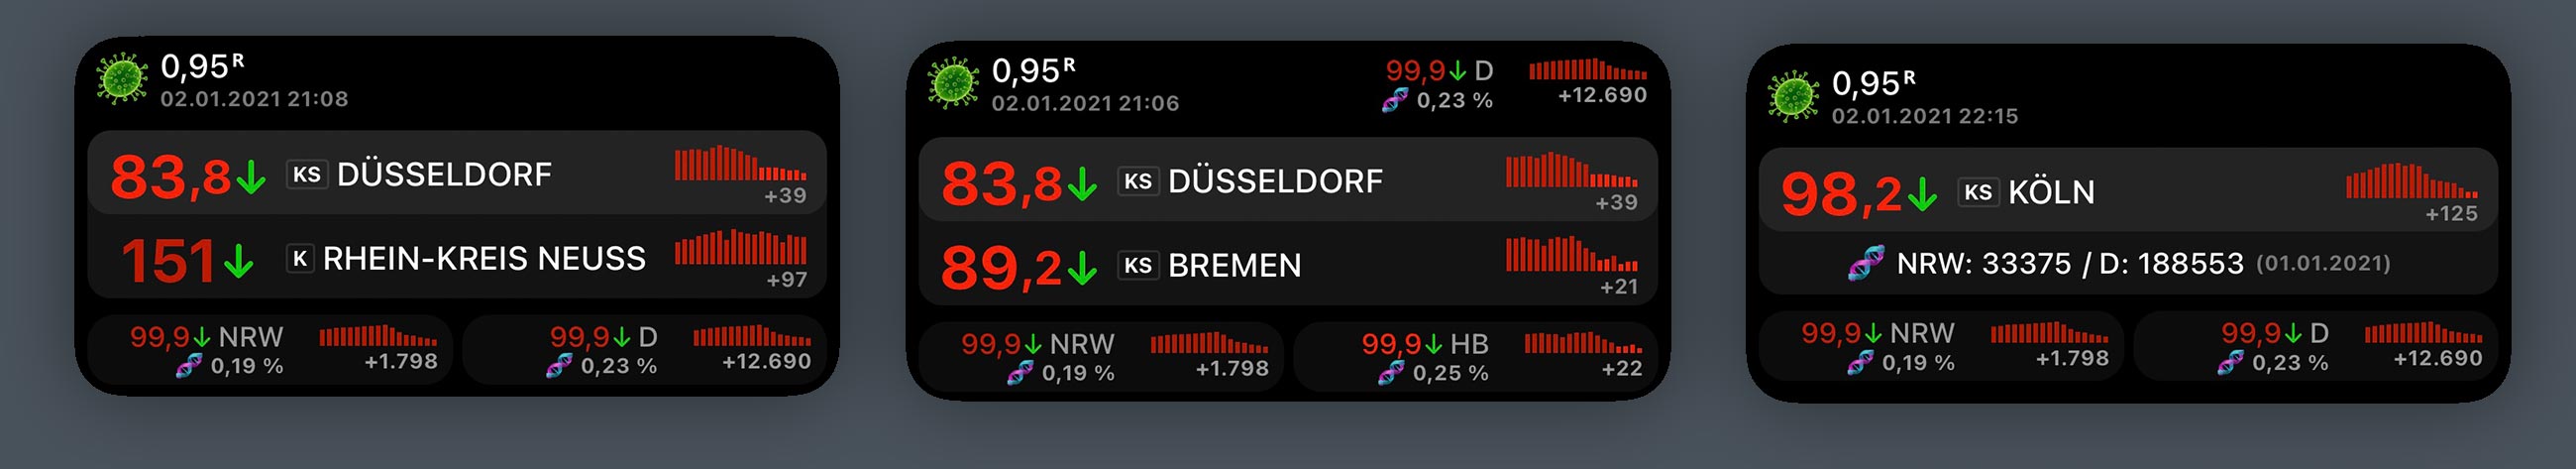 0,95ᴿ
02.01.2021 21:08
83,8↓ KS DÜSSELDORF
+39
151↓ K RHEIN-KREIS NEUSS
+97
99,9↓ NRW
0,19 %
+1.798
99,9↓ D
0,23 %
+12.690
0,95ᴿ
02.01.2021 21:06
99,9↓ D
0,23 %
+12.690
83,8↓ KS DÜSSELDORF
+39
89,2↓ KS BREMEN
+21
99,9↓ NRW
0,19 %
+1.798
99,9↓ HB
0,25 %
+22
0,95ᴿ
02.01.2021 22:15
98,2↓ KS KÖLN
+125
NRW: 33375 / D: 188553 (01.01.2021)
99,9↓ NRW
0,19 %
+1.798
99,9↓ D
0,23 %
+12.690